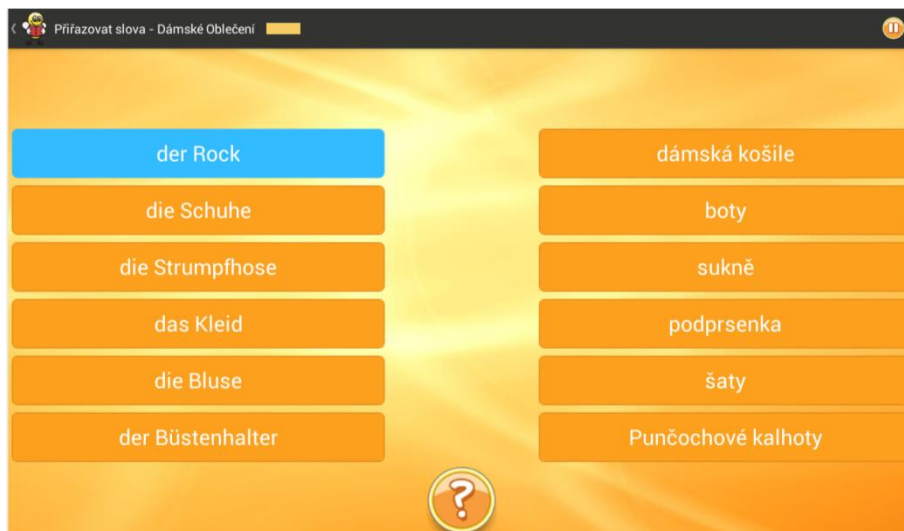 Přiřazovat slova - Dámské Oblečení
der Rock
die Schuhe
die Strumpfhose
das Kleid
die Bluse
der Büstenhalter
dámská košile
boty
sukně
podprsenka
šaty
Punčochové kalhoty
?